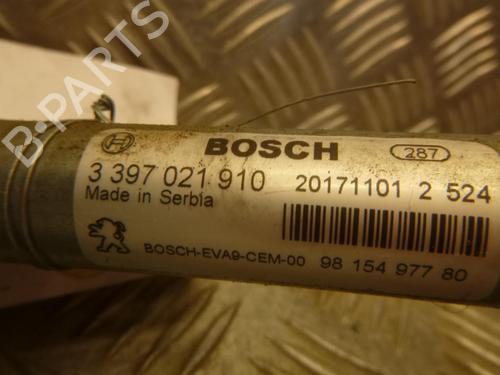 B-PARTS
BOSCH
287
3 397 021 910
20171101 2 524
Made in Serbia
BOSCH-EVA9-CEM-00
98 154 977 80